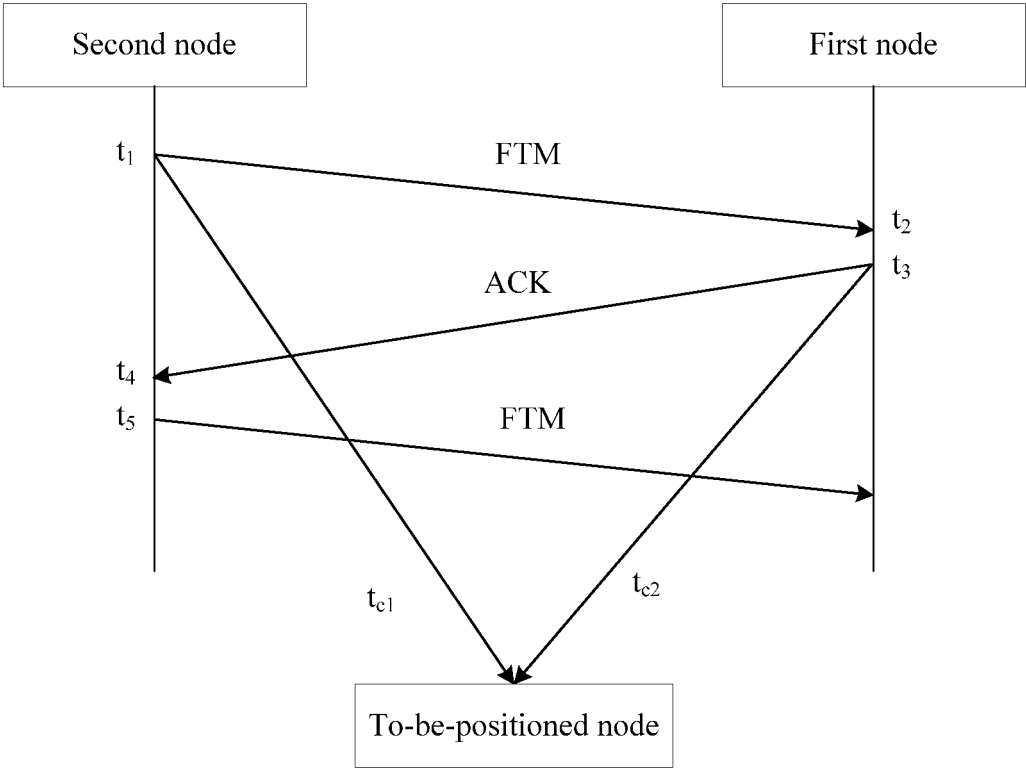 Second node
First node
t1
FTM
t2
ACK
t3
t4
t5
FTM
tc1
tc2
To-be-positioned node